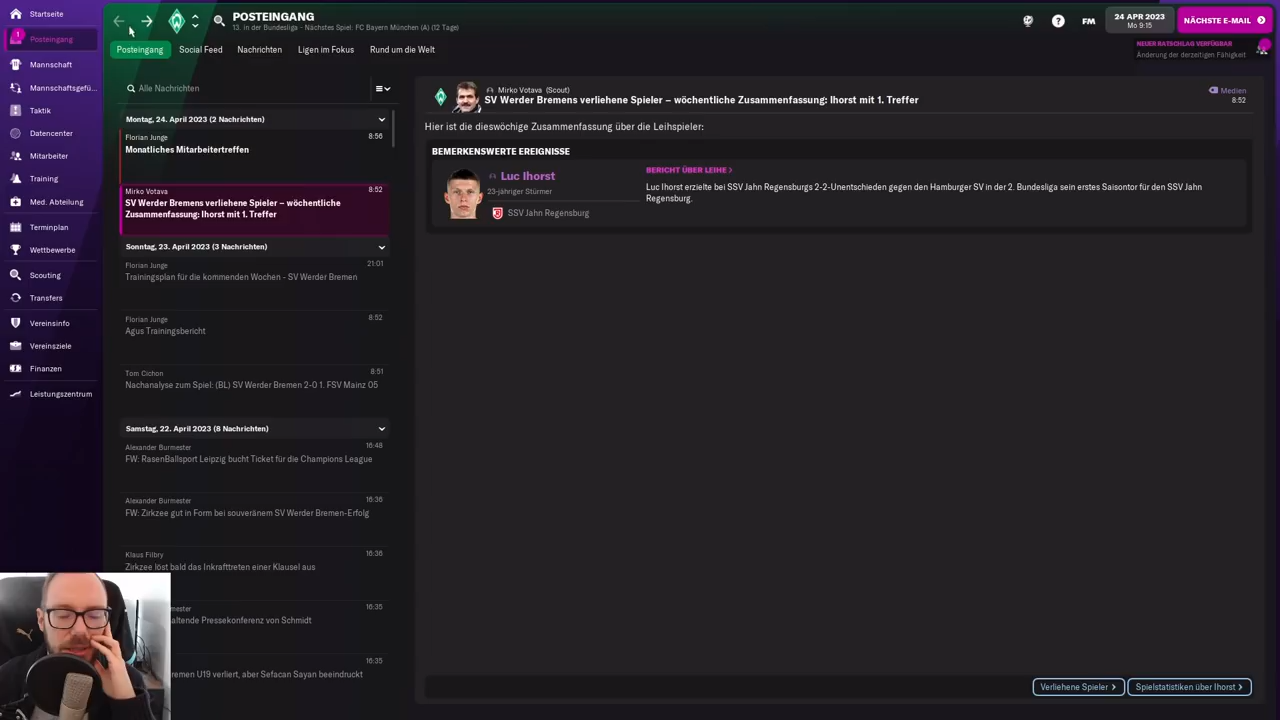 Startseite
1
Posteingang
Mannschaft
Mannschaftsgefü...
Taktik
Datencenter
Mitarbeiter
Training
Med. Abteilung
Terminplan
Wettbewerbe
Scouting
Transfers
Vereinsinfo
Vereinsziele
Finanzen
Leistungszentrum
POSTEINGANG
13. in der Bundesliga - Nächstes Spiel: FC Bayern München (A) (12 Tage)
FM
24 APR 2023
Mo 9:15
NÄCHSTE E-MAIL
NEUER RATSCHLAG VERFÜGBAR
Änderung der derzeitigen Fähigkeit
Posteingang
Social Feed
Nachrichten
Ligen im Fokus
Rund um die Welt
Alle Nachrichten
Montag, 24. April 2023 (2 Nachrichten)
Florian Junge 8:56
Monatliches Mitarbeitertreffen
Mirko Votava 8:52
SV Werder Bremens verliehene Spieler – wöchentliche
Zusammenfassung: Ihorst mit 1. Treffer
Sonntag, 23. April 2023 (3 Nachrichten)
Florian Junge 21:01
Trainingsplan für die kommenden Wochen - SV Werder Bremen
Florian Junge 8:52
Agus Trainingsbericht
Tom Cichon 8:51
Nachanalyse zum Spiel: (BL) SV Werder Bremen 2-0 1. FSV Mainz 05
Samstag, 22. April 2023 (8 Nachrichten)
Alexander Burmester 16:48
FW: RasenBallsport Leipzig bucht Ticket für die Champions League
Alexander Burmester 16:36
FW: Zirkzee gut in Form bei souveränem SV Werder Bremen-Erfolg
Klaus Filbry 16:36
Zirkzee löst bald das Inkrafttreten einer Klausel aus
16:35
Pressekonferenz von Schmidt
16:35
U19 verliert, aber Sefacan Sayan beeindruckt
Mirko Votava (Scout)
SV Werder Bremens verliehene Spieler – wöchentliche Zusammenfassung: Ihorst mit 1. Treffer
Medien
8:52
Hier ist die dieswöchige Zusammenfassung über die Leihspieler:
BEMERKENSWERTE EREIGNISSE
Luc Ihorst
23-jähriger Stürmer
SSV Jahn Regensburg
BERICHT ÜBER LEIHE
Luc Ihorst erzielte bei SSV Jahn Regensburgs 2-2-Unentschieden gegen den Hamburger SV in der 2. Bundesliga sein erstes Saisontor für den SSV Jahn
Regensburg.
Verliehene Spieler
Spielstatistiken über Ihorst